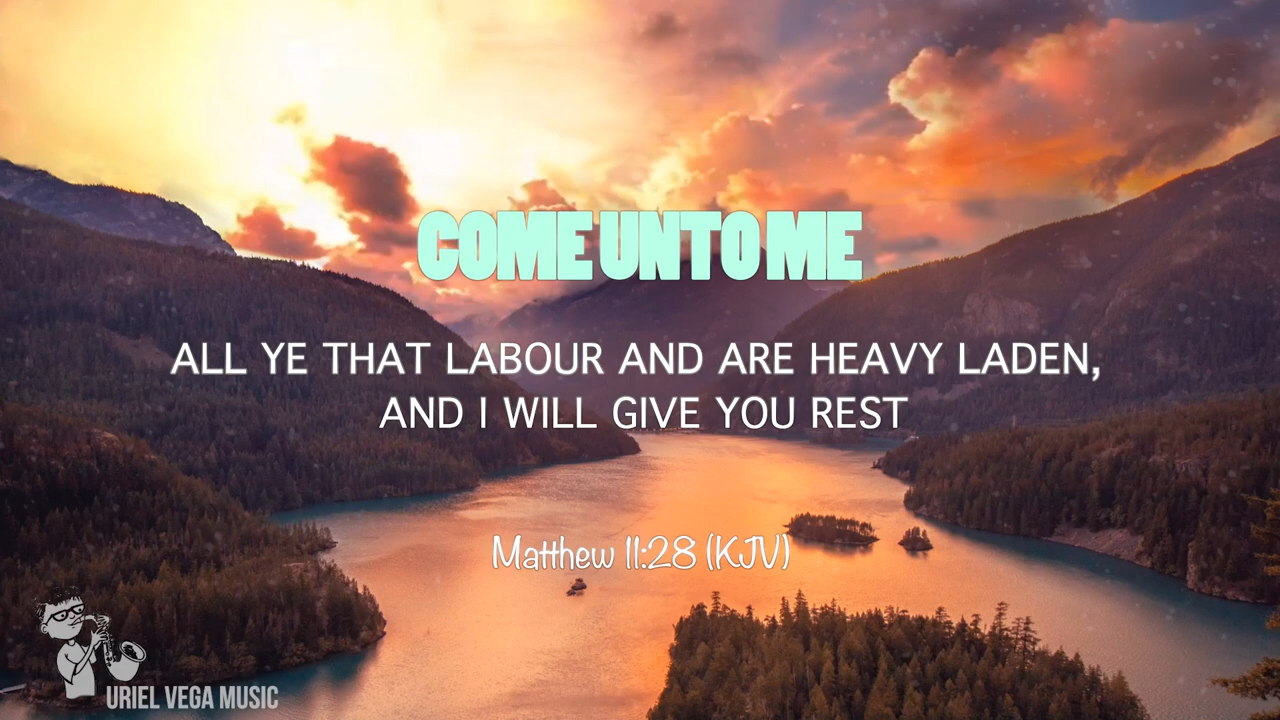 COME UNTO ME
ALL YE THAT LABOUR AND ARE HEAVY LADEN,
AND I WILL GIVE YOU REST
Matthew 11:28 (KJV)
URIEL VEGA MUSIC